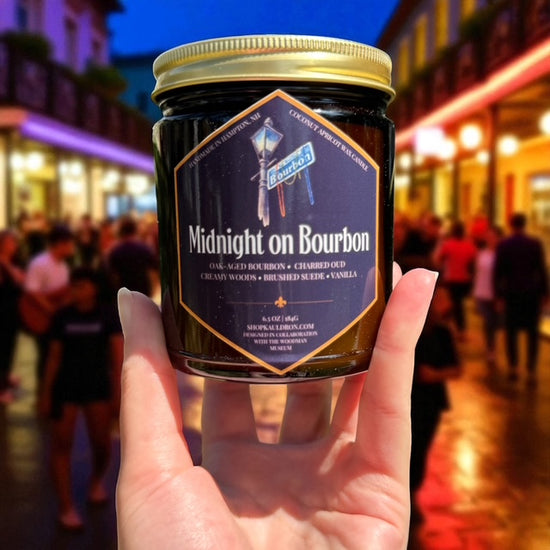 HANDMADE IN HAMPTON, NH
COCONUT APRICOT WAX CANDLE
Midnight on Bourbon
OAK-AGED BOURBON • CHARRED OUD
CREAMY WOODS • BRUSHED SUEDE • VANILLA
6.5 OZ | 184G
SHOPKAULDRON.COM
DESIGNED IN COLLABORATION
WITH THE WOODMAN
MUSEUM